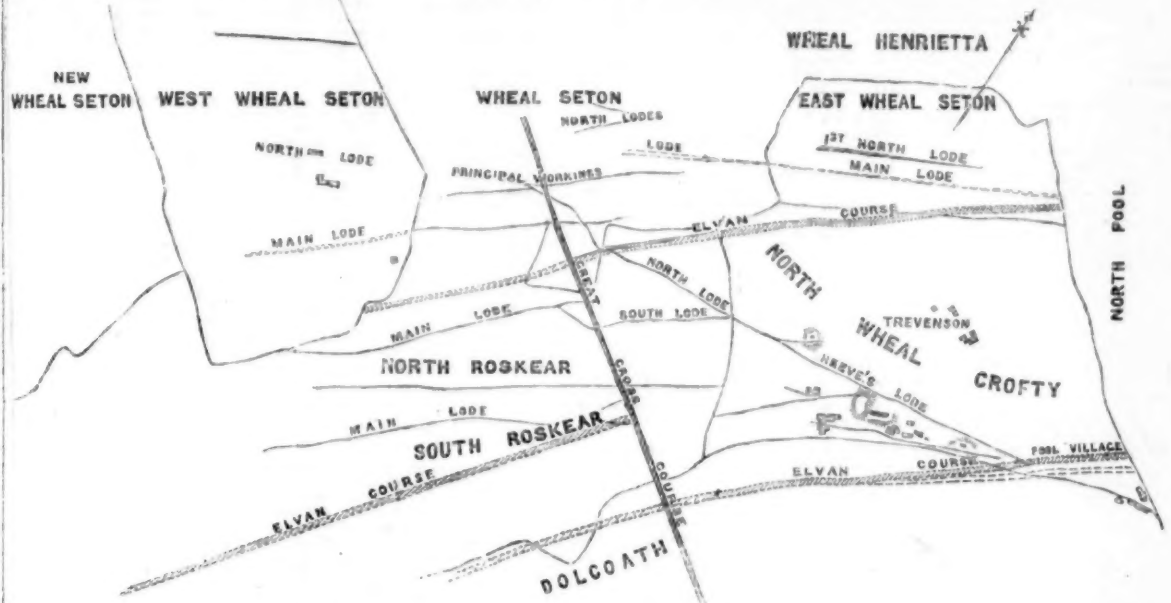 WHEAL HENRIETTA
NEW
WHEAL SETON
WEST WHEAL SETON
WHEAL SETON
EAST WHEAL SETON
NORTH LODES
NORTH LODE
1ST NORTH LODE
LODE
MAIN LODE
PRINCIPAL WORKINGS
NORTH POOL
MAIN LODE
ELVAN COURSE
GREAT CROSS COURSE
NORTH LODE
NORTH WHEAL CROFTY
MAIN LODE
SOUTH LODE
TREVENSON
NORTH ROSKEAR
REEVE'S LODE
MAIN LODE
SOUTH ROSKEAR
POOL VILLAGE
ELVAN COURSE
ELVAN COURSE
DOLCOATH